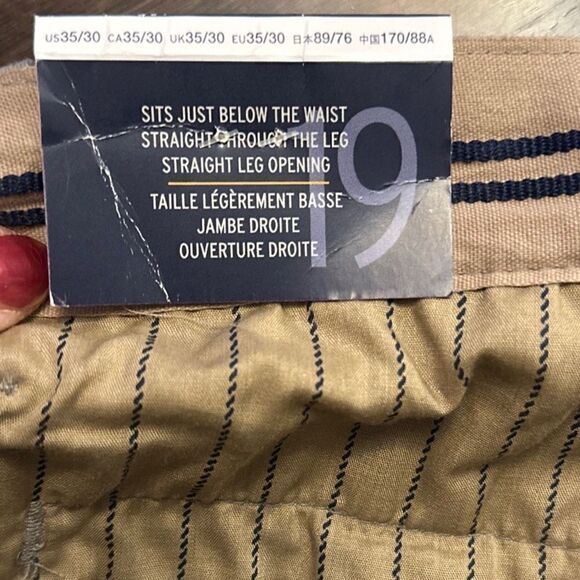 US35/30 CA35/30 UK35/30 EU35/30 日本89/76 中国170/88A
SITS JUST BELOW THE WAIST
STRAIGHT THROUGH THE LEG
STRAIGHT LEG OPENING
TAILLE LÉGÈREMENT BASSE
JAMBE DROITE
OUVERTURE DROITE
19